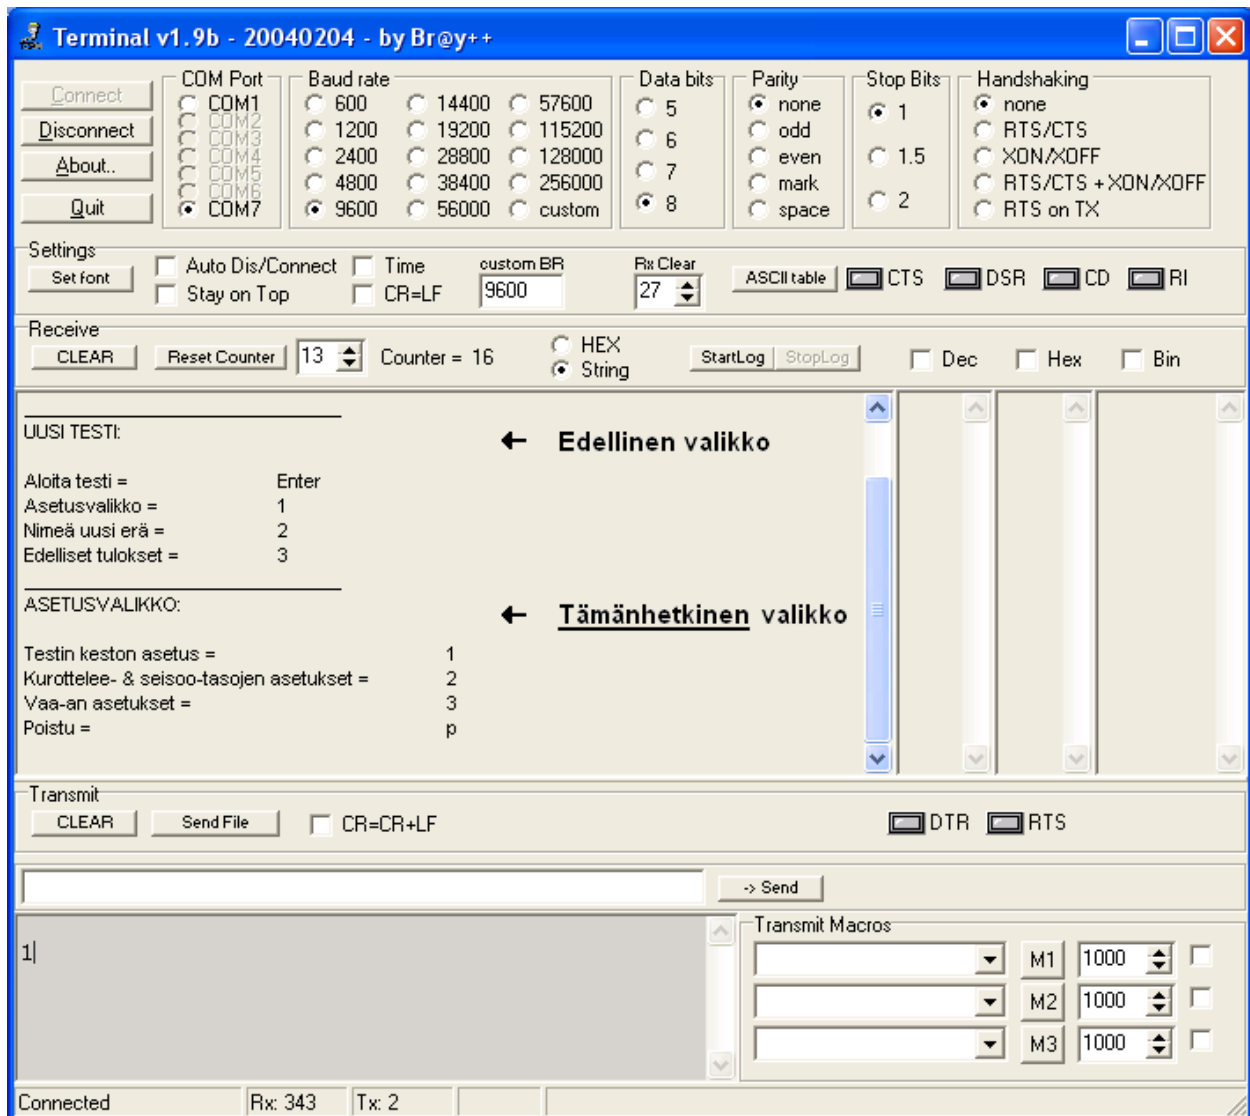 Terminal v1.9b - 20040204 - by Br@y++
Connect
Disconnect
About..
Quit
COM Port
COM1
COM2
COM3
COM4
COM5
COM6
COM7
Baud rate
600 14400 57600
1200 19200 115200
2400 28800 128000
4800 38400 256000
9600 56000 custom
Data bits
5
6
7
8
Parity
none
odd
even
mark
space
Stop Bits
1
1.5
2
Handshaking
none
RTS/CTS
XON/XOFF
RTS/CTS + XON/XOFF
RTS on TX
Settings
Set font
Auto Dis/Connect Time
Stay on Top CR=LF
custom BR
9600
Rx Clear
27
ASCII table CTS DSR CD RI
Receive
CLEAR Reset Counter 13 Counter = 16
HEX
String
StartLog StopLog Dec Hex Bin
UUSI TESTI:
← Edellinen valikko
Aloita testi = Enter
Asetusvalikko = 1
Nimeä uusi erä = 2
Edelliset tulokset = 3
ASETUSVALIKKO:
← Tämänhetkinen valikko
Testin keston asetus = 1
Kurottelee- & seisoo-tasojen asetukset = 2
Vaa-an asetukset = 3
Poistu = p
Transmit
CLEAR Send File CR=CR+LF DTR RTS
-> Send
1
Transmit Macros
M1 1000
M2 1000
M3 1000
Connected Rx: 343 Tx: 2